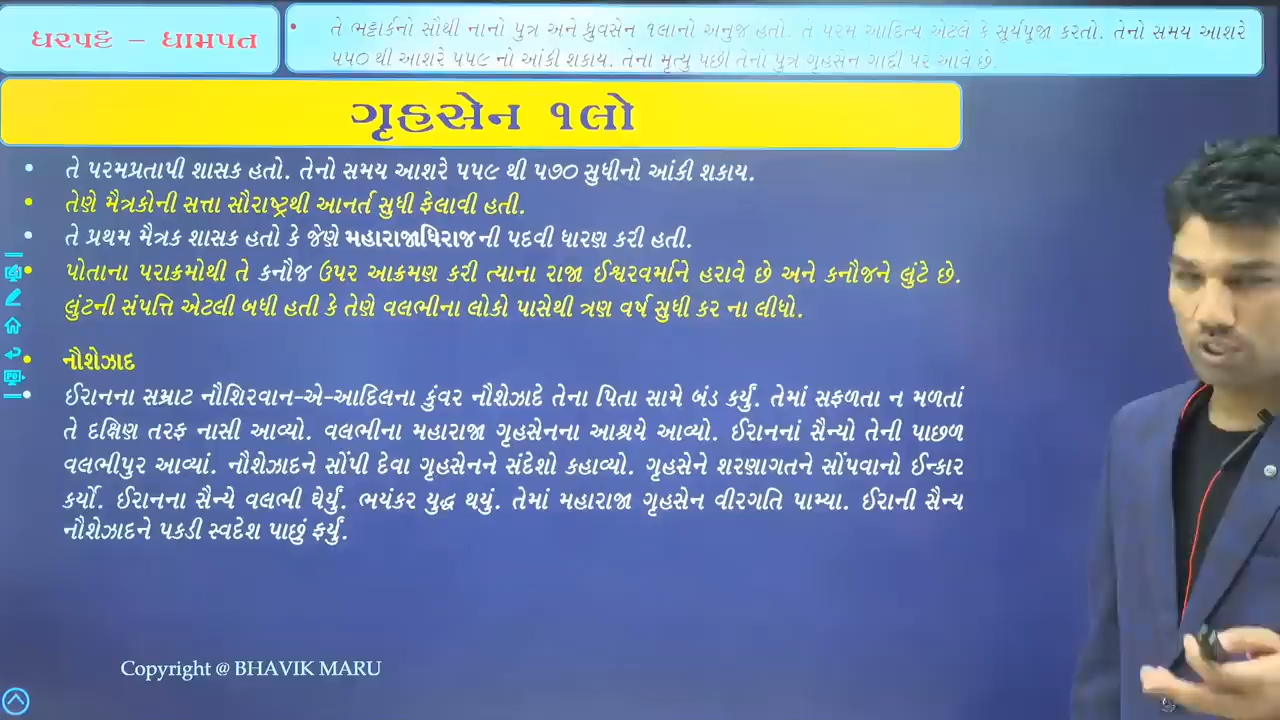 ધરપટ્ટ – ધામપત
• તે ભટ્ટાર્કનો સૌથી નાનો પુત્ર અને ધ્રુવસેન ૧લાનો અનુજ હતો. તે પરમ આદિત્ય એટલે કે સૂર્યપૂજા કરતો. તેનો સમય આશરે
૫૫૦ થી આશરે ૫૫૯ નો આંકી શકાય. તેના મૃત્યુ પછી તેનો પુત્ર ગૃહસેન ગાદી પર આવે છે.
ગૃહસેન ૧લો
• તે પરમપ્રતાપી શાસક હતો. તેનો સમય આશરે ૫૫૯ થી ૫૭૦ સુધીનો આંકી શકાય.
• તેણે મૈત્રકોની સત્તા સૌરાષ્ટ્રથી આનર્ત સુધી ફેલાવી હતી.
• તે પ્રથમ મૈત્રક શાસક હતો કે જેણે મહારાજાધિરાજની પદવી ધારણ કરી હતી.
• પોતાના પરાક્રમોથી તે કનૌજ ઉપર આક્રમણ કરી ત્યાના રાજા ઈશ્વરવર્માને હરાવે છે અને કનૌજને લુંટે છે.
લુંટની સંપત્તિ એટલી બધી હતી કે તેણે વલભીના લોકો પાસેથી ત્રણ વર્ષ સુધી કર ના લીધો.
• નૌશેઝાદ
• ઈરાનના સમ્રાટ નૌશિરવાન-એ-આદિલના કુંવર નૌશેઝાદે તેના પિતા સામે બંડ કર્યું. તેમાં સફળતા ન મળતાં
તે દક્ષિણ તરફ નાસી આવ્યો. વલભીના મહારાજા ગૃહસેનના આશ્રયે આવ્યો. ઈરાનનાં સૈન્યો તેની પાછળ
વલભીપુર આવ્યાં. નૌશેઝાદને સોંપી દેવા ગૃહસેનને સંદેશો કહાવ્યો. ગૃહસેને શરણાગતને સોંપવાનો ઈન્કાર
કર્યો. ઈરાનના સૈન્યે વલભી ઘેર્યું. ભયંકર યુદ્ધ થયું. તેમાં મહારાજા ગૃહસેન વીરગતિ પામ્યા. ઈરાની સૈન્ય
નૌશેઝાદને પકડી સ્વદેશ પાછું ફર્યું.
Copyright @ BHAVIK MARU